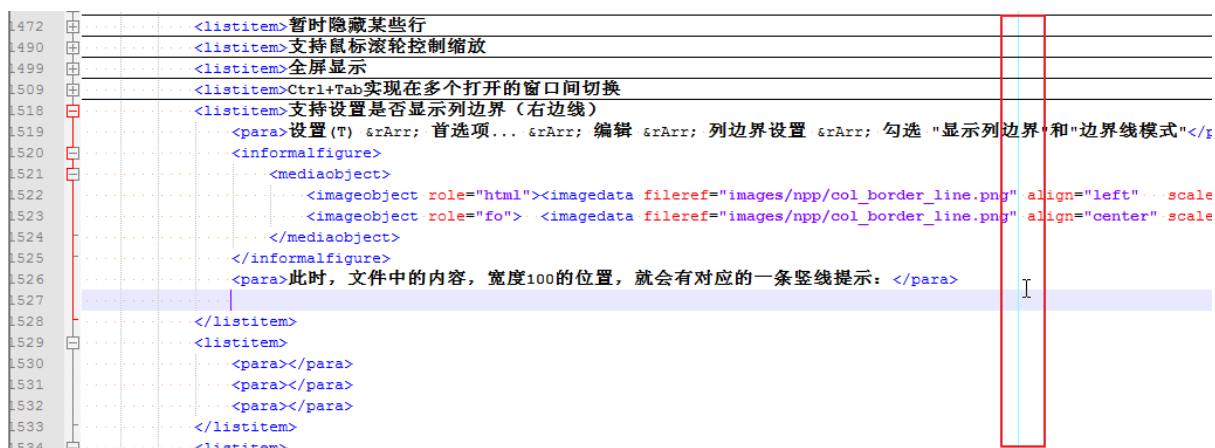 1472 <listitem>暂时隐藏某些行
1490 <listitem>支持鼠标滚轮控制缩放
1499 <listitem>全屏显示
1509 <listitem>Ctrl+Tab实现在多个打开的窗口间切换
1518 <listitem>支持设置是否显示列边界（右边线）
1519 <para>设置(T) &rArr; 首选项... &rArr; 编辑 &rArr; 列边界设置 &rArr; 勾选 "显示列边界"和"边界线模式"</p
1520 <informalfigure>
1521 <mediaobject>
1522 <imageobject role="html"><imagedata fileref="images/npp/col_border_line.png" align="left" scale
1523 <imageobject role="fo"> <imagedata fileref="images/npp/col_border_line.png" align="center" scale
1524 </mediaobject>
1525 </informalfigure>
1526 <para>此时，文件中的内容，宽度100的位置，就会有对应的一条竖线提示：</para>
1527
1528 </listitem>
1529 <listitem>
1530 <para></para>
1531 <para></para>
1532 <para></para>
1533 </listitem>
1534 <listitem>